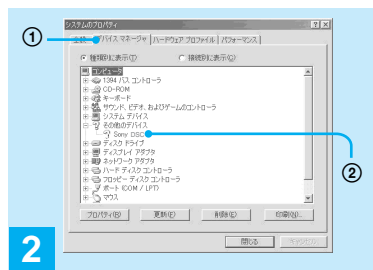 システムのプロパティ
全般 デバイス マネージャ ハードウェア プロファイル パフォーマンス
①
種類別に表示(T) 接続別に表示(C)
コンピュータ
1394 バス コントローラ
CD-ROM
キーボード
サウンド、ビデオ、およびゲームのコントローラ
システム デバイス
その他のデバイス
Sony DSC
②
ディスク ドライブ
ディスプレイ アダプタ
ネットワーク アダプタ
ハード ディスク コントローラ
フロッピー ディスク コントローラ
ポート (COM / LPT)
マウス
プロパティ(R) 更新(F) 削除(E) 印刷(N)...
閉じる キャンセル
2